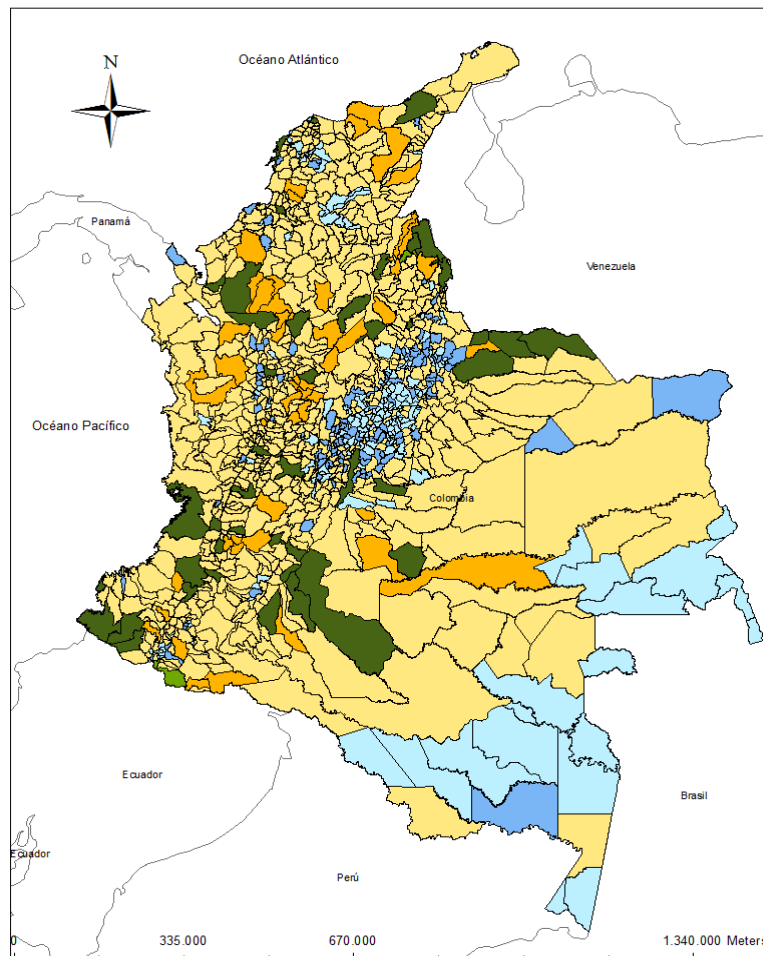 Océano Atlántico
N
Panamá
Venezuela
Océano Pacífico
Colombia
Ecuador
Brasil
Ecuador
Perú
0 335.000 670.000 1.340.000 Meters